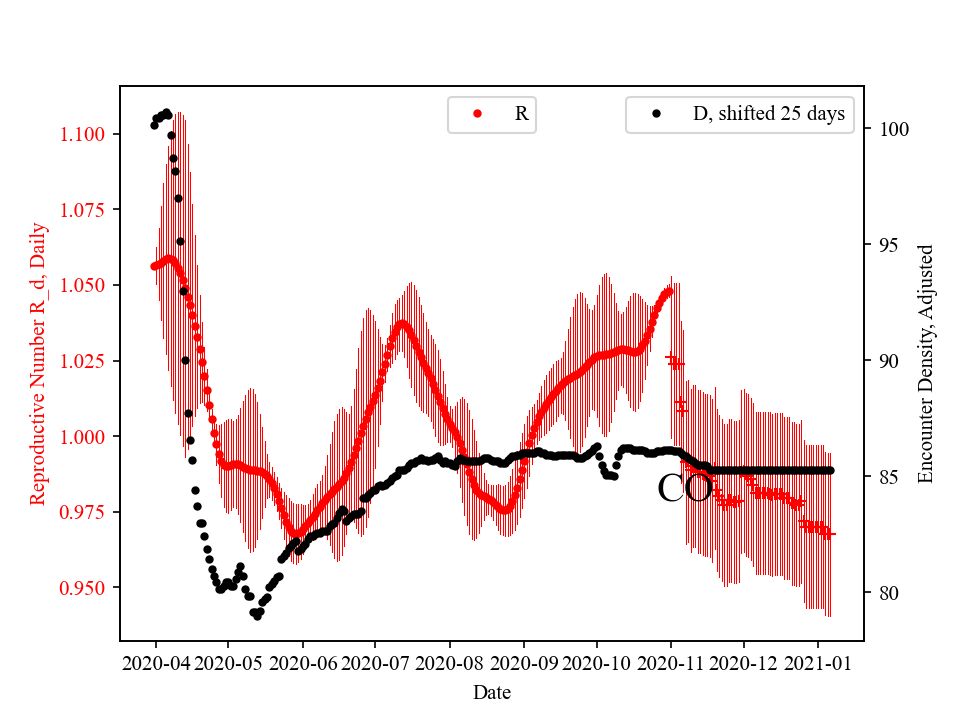 R
D, shifted 25 days
Reproductive Number R_d, Daily
1.100
1.075
1.050
1.025
1.000
0.975
0.950
100
95
90
85
80
Encounter Density, Adjusted
CO
2020-04 2020-05 2020-06 2020-07 2020-08 2020-09 2020-10 2020-11 2020-12 2021-01
Date